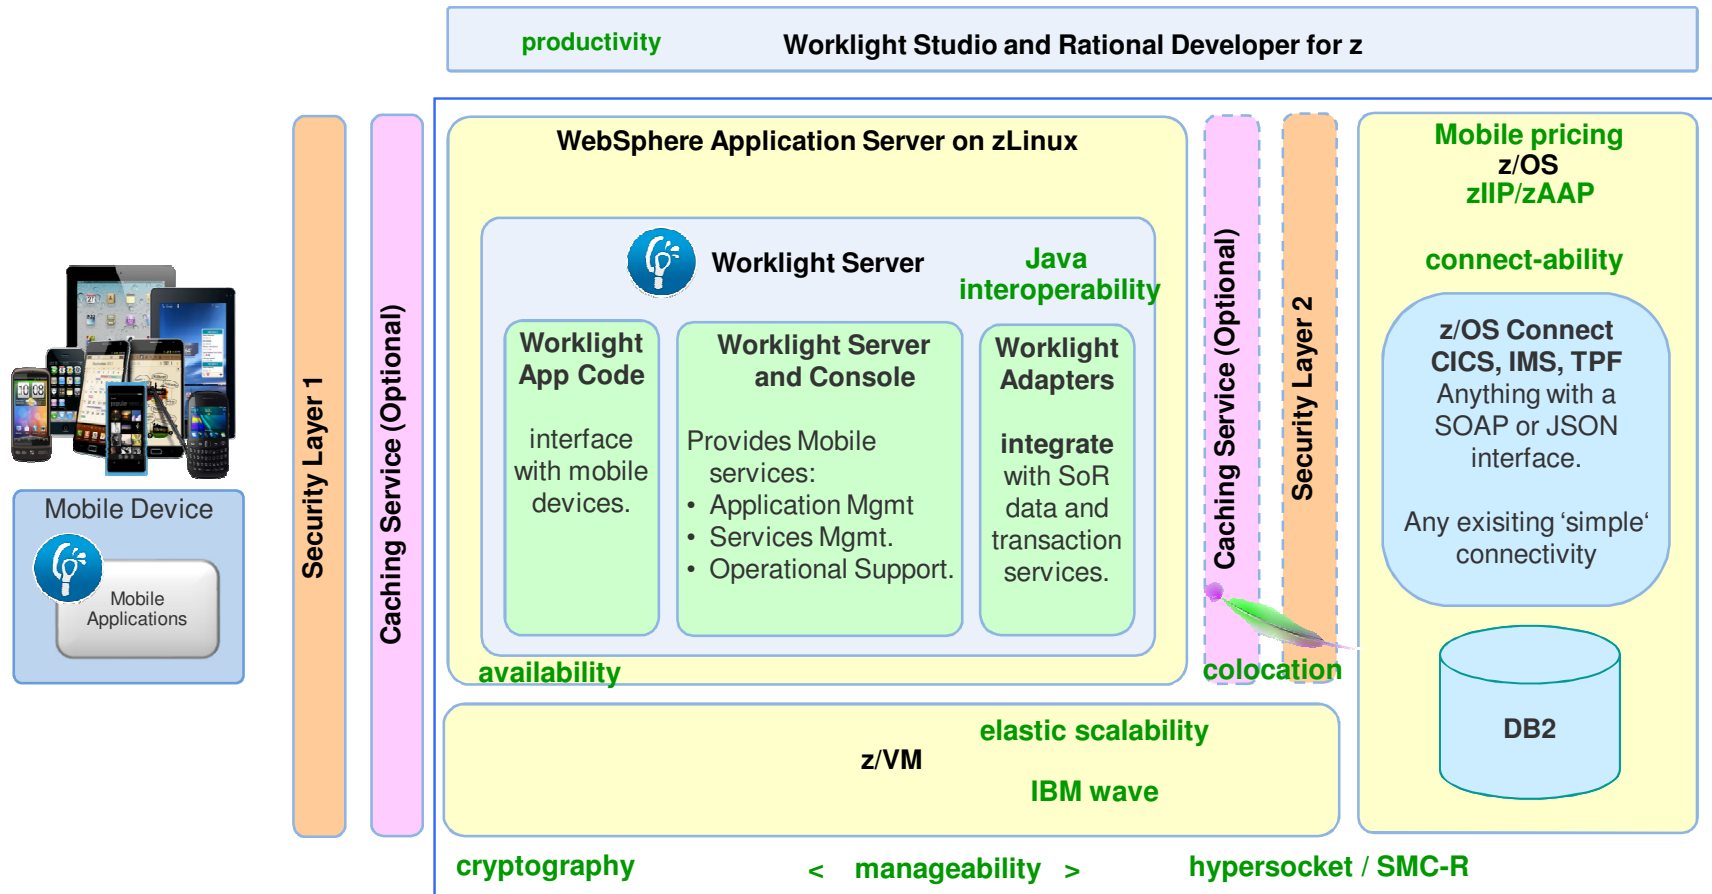 productivity
Worklight Studio and Rational Developer for z
Mobile Device
Mobile
Applications
Security Layer 1
Caching Service (Optional)
WebSphere Application Server on zLinux
Worklight Server
Java
interoperability
Worklight
App Code
interface
with mobile
devices.
Worklight Server
and Console
Provides Mobile
services:
• Application Mgmt
• Services Mgmt.
• Operational Support.
Worklight
Adapters
integrate
with SoR
data and
transaction
services.
availability
Caching Service (Optional)
Security Layer 2
colocation
Mobile pricing
z/OS
zIIP/zAAP
connect-ability
z/OS Connect
CICS, IMS, TPF
Anything with a
SOAP or JSON
interface.
Any exisiting ‘simple‘
connectivity
DB2
elastic scalability
z/VM
IBM wave
cryptography
< manageability >
hypersocket / SMC-R